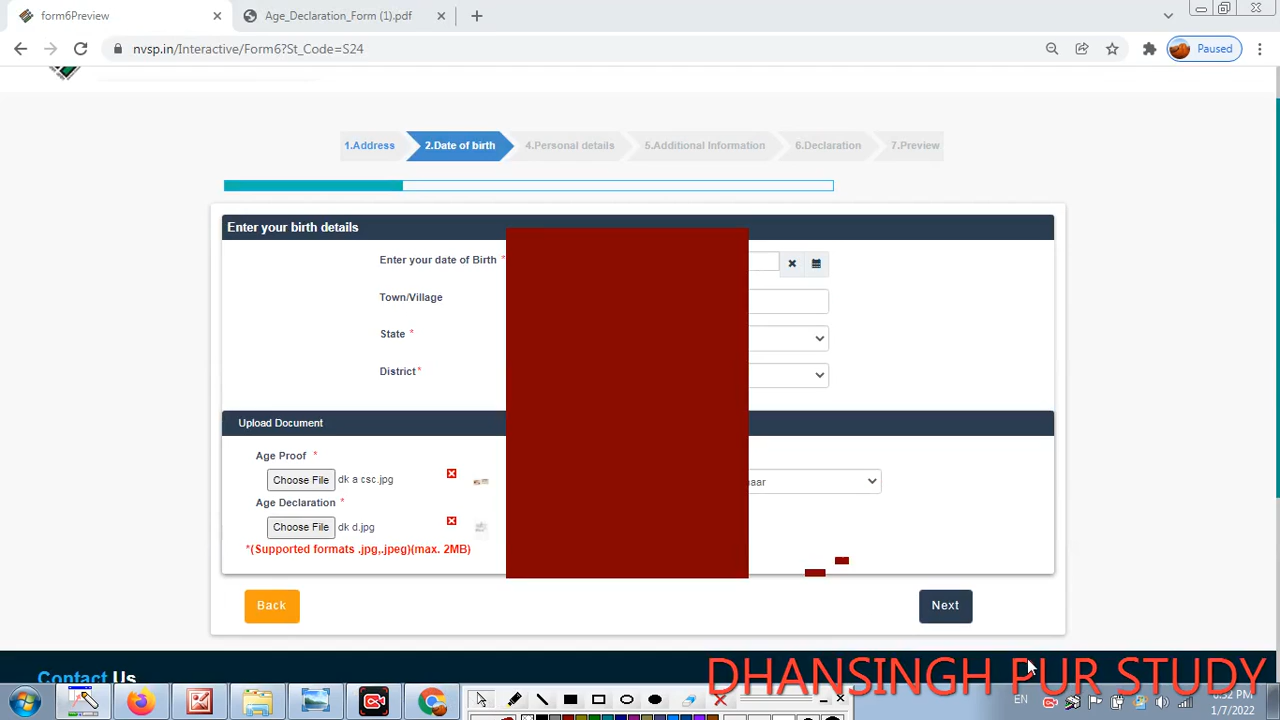 form6Preview
Age_Declaration_Form (1).pdf
nvsp.in/Interactive/Form6?St_Code=S24
Paused
1.Address
2.Date of birth
4.Personal details
5.Additional Information
6.Declaration
7.Preview
Enter your birth details
Enter your date of Birth *
Town/Village
State *
District*
Upload Document
Age Proof *
Choose File dk a csc.jpg
Age Declaration *
Choose File dk d.jpg
*(Supported formats .jpg,.jpeg)(max. 2MB)
Back
Next
Contact Us
DHANSINGH PUR STUDY
EN
1/7/2022